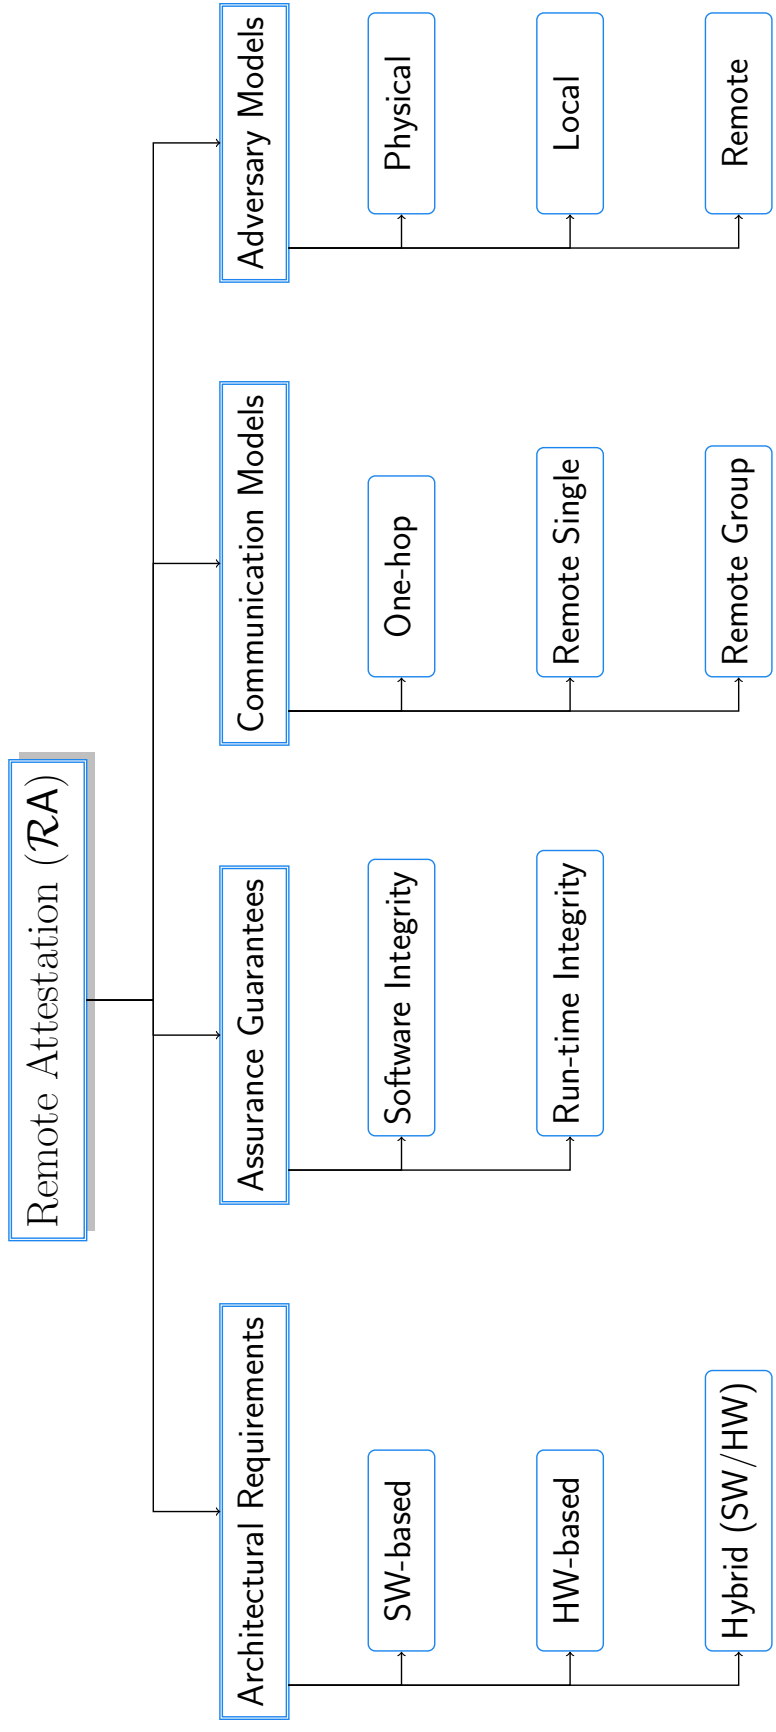 Remote Attestation (ℛA)
Architectural Requirements
SW-based
HW-based
Hybrid (SW/HW)
Assurance Guarantees
Software Integrity
Run-time Integrity
Communication Models
One-hop
Remote Single
Remote Group
Adversary Models
Physical
Local
Remote